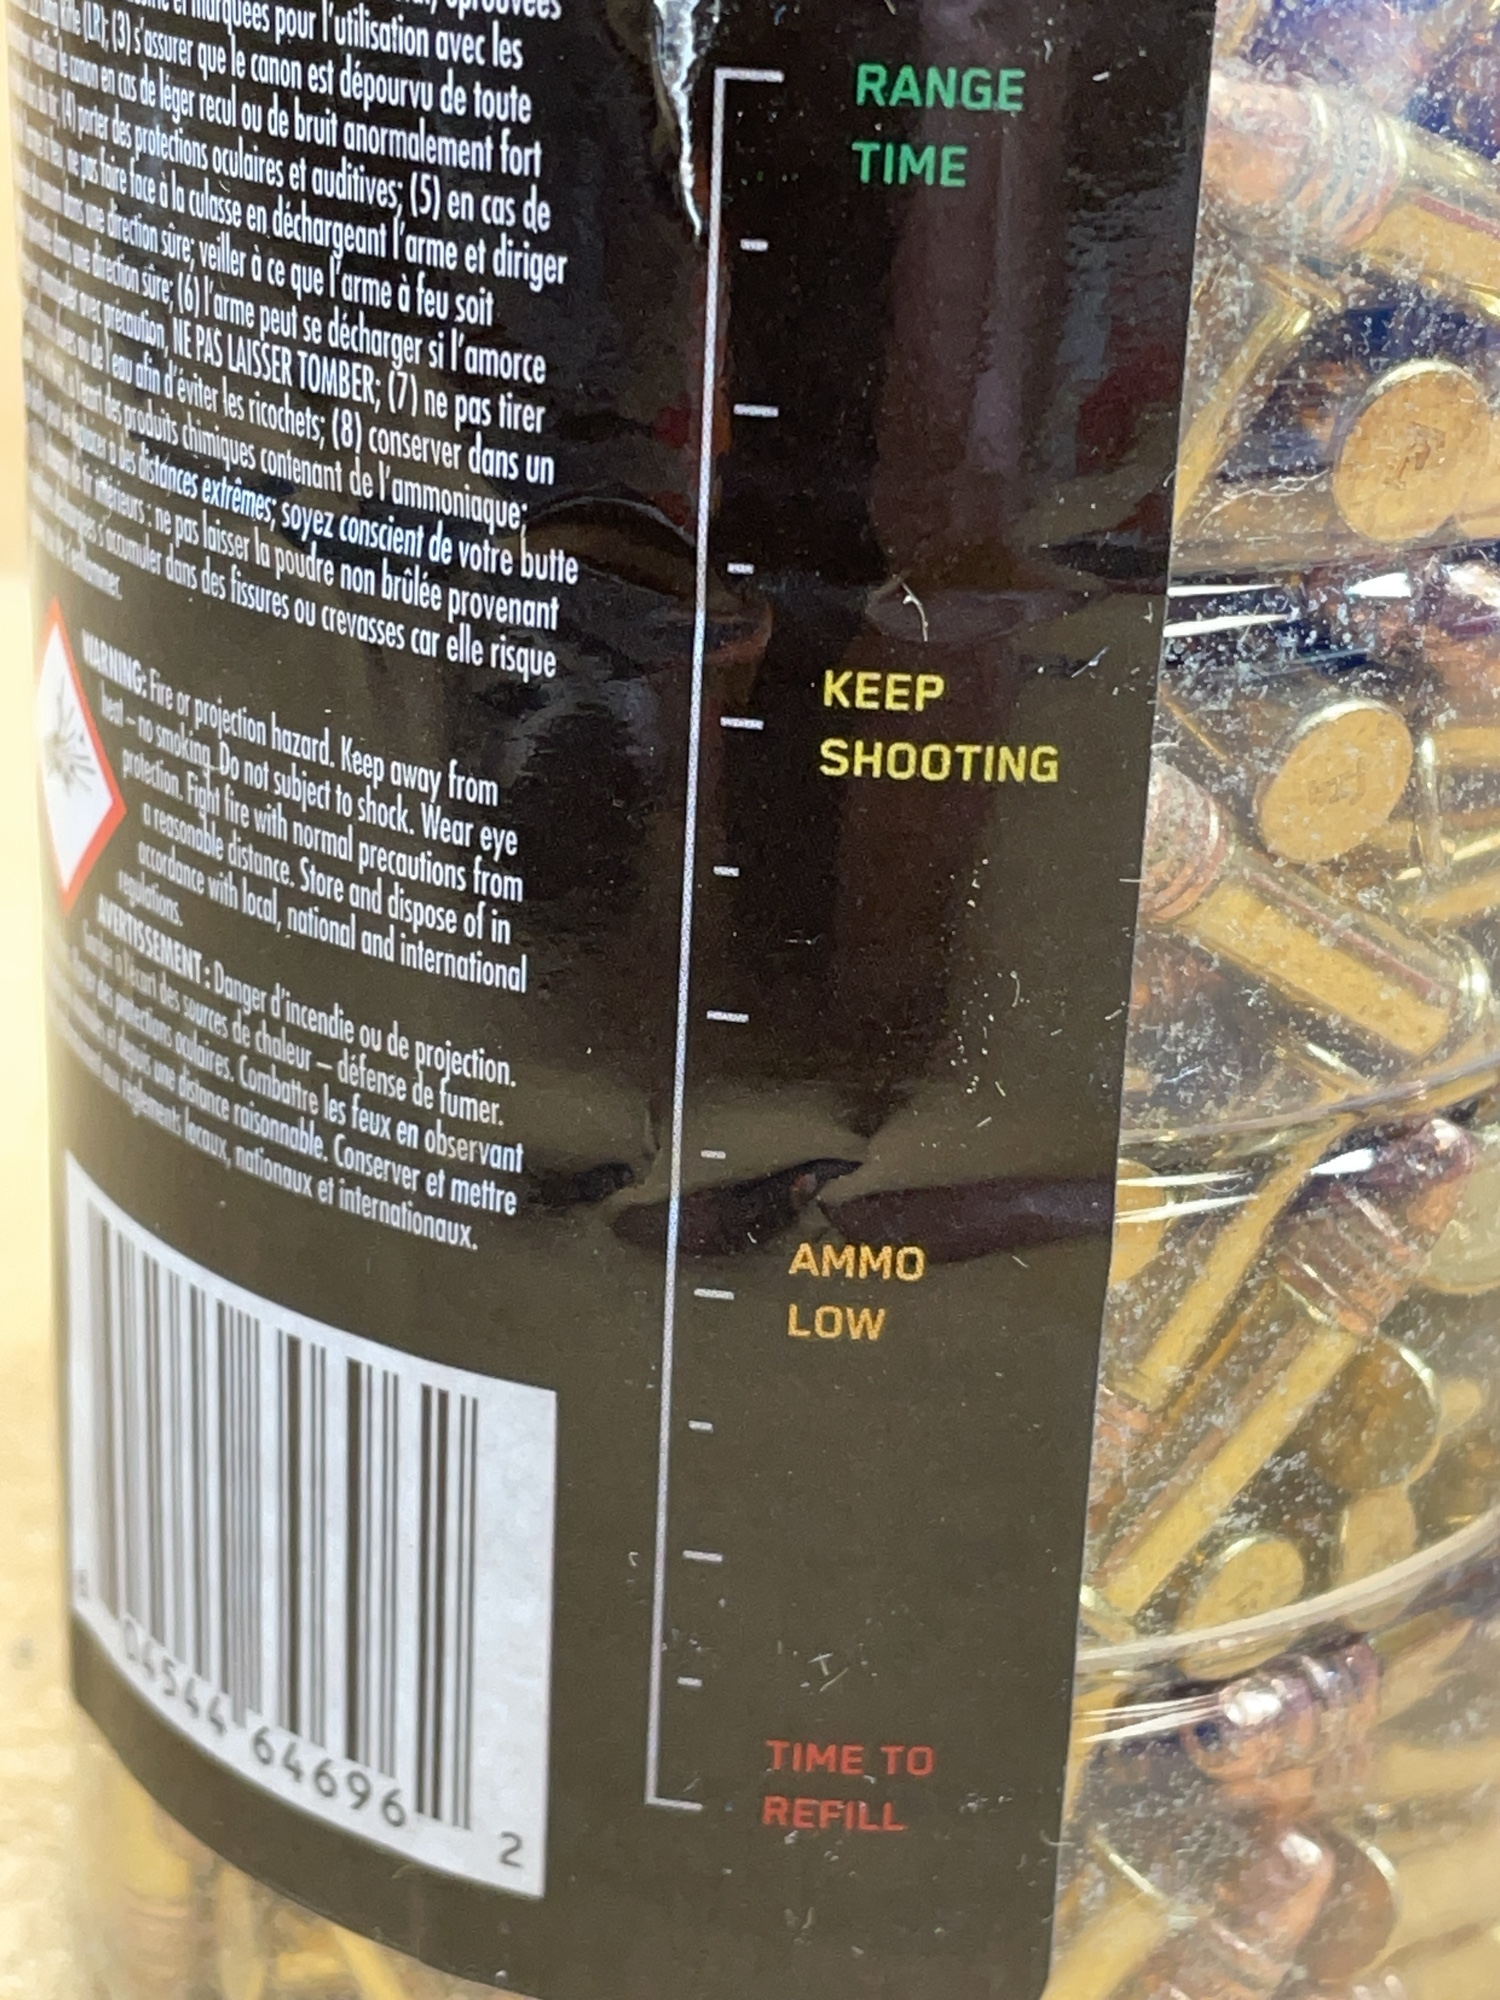 marquées pour l'utilisation avec les
(LR); (3) s'assurer que le canon est dépourvu de toute
le canon en cas de léger recul ou de bruit anormalement fort
(4) porter des protections oculaires et auditives; (5) en cas de
ne pas faire face à la culasse en déchargeant l'arme et diriger
dans une direction sûre; veiller à ce que l'arme à feu soit
dans une direction sûre; (6) l'arme peut se décharger si l'amorce
avec précaution, NE PAS LAISSER TOMBER; (7) ne pas tirer
de l'eau afin d'éviter les ricochets; (8) conserver dans un
des produits chimiques contenant de l'ammoniaque;
à des distances extrêmes; soyez conscient de votre butte
intérieurs : ne pas laisser la poudre non brûlée provenant
s'accumuler dans des fissures ou crevasses car elle risque
WARNING: Fire or projection hazard. Keep away from
heat – no smoking. Do not subject to shock. Wear eye
protection. Fight fire with normal precautions from
a reasonable distance. Store and dispose of in
accordance with local, national and international
regulations.
AVERTISSEMENT : Danger d'incendie ou de projection.
Garder à l'écart des sources de chaleur – défense de fumer.
des protections oculaires. Combattre les feux en observant
et depuis une distance raisonnable. Conserver et mettre
règlements locaux, nationaux et internationaux.
04544 64696 2
RANGE
TIME
KEEP
SHOOTING
AMMO
LOW
TIME TO
REFILL